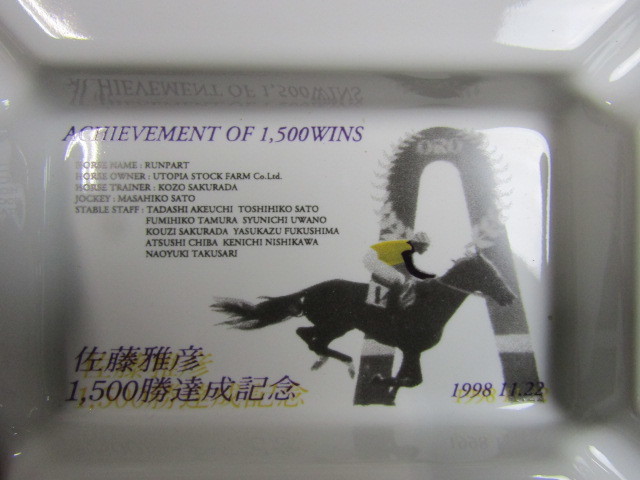 ACHIEVEMENT OF 1,500WINS
HORSE NAME : RUNPART
HORSE OWNER : UTOPIA STOCK FARM Co.Ltd.
HORSE TRAINER : KOZO SAKURADA
JOCKEY : MASAHIKO SATO
STABLE STAFF : TADASHI AKEUCHI TOSHIHIKO SATO
FUMIHIKO TAMURA SYUNICHI UWANO
KOUZI SAKURADA YASUKAZU FUKUSHIMA
ATSUSHI CHIBA KENICHI NISHIKAWA
NAOYUKI TAKUSARI
ORO
1
佐藤雅彦
1,500勝達成記念
1998 11.22